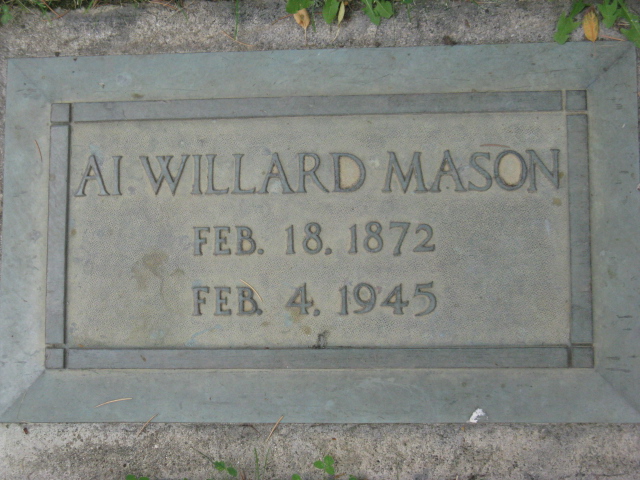 AI. WILLARD MASON
FEB. 18. 1872
FEB. 4. 1945